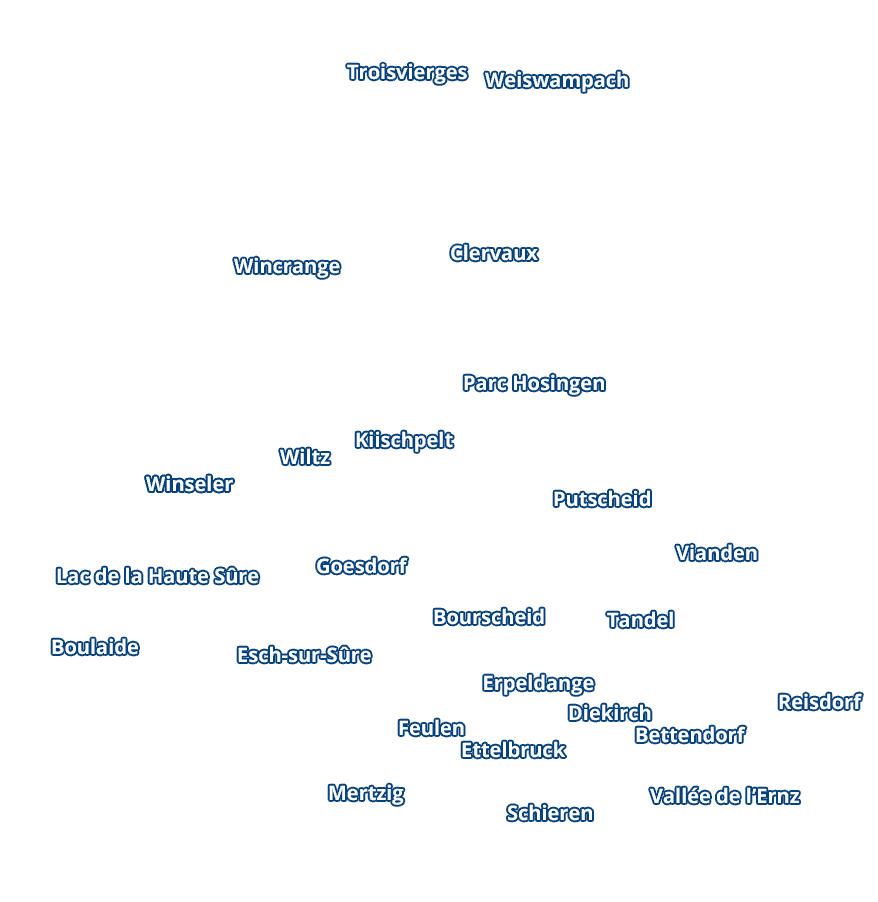 Troisvierges
Weiswampach
Clervaux
Wincrange
Parc Hosingen
Kiischpelt
Wiltz
Winseler
Putscheid
Vianden
Goesdorf
Lac de la Haute Sûre
Bourscheid
Tandel
Boulaide
Esch-sur-Sûre
Erpeldange
Reisdorf
Diekirch
Feulen
Bettendorf
Ettelbruck
Mertzig
Vallée de l'Ernz
Schieren